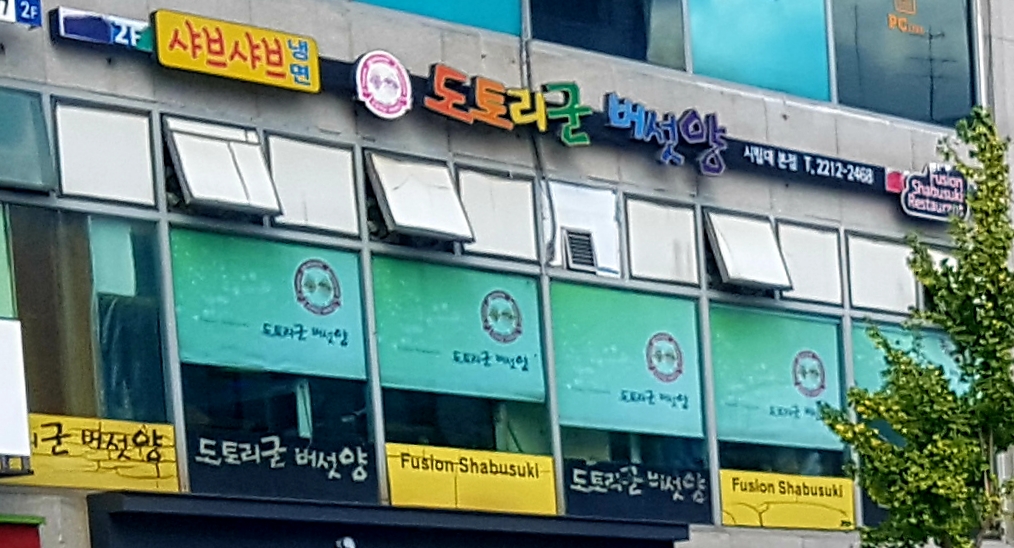 2F
2F
샤브샤브 냉면
도토리군 버섯양
시립대 본점 T. 2212-2468
Fusion
Shabusuki
Restaurant
도토리군 버섯양
도토리군 버섯양
도토리군 버섯양
도토리군 버섯양
군 버섯양
도토리군 버섯양
Fusion Shabusuki
도토리군 버섯양
Fusion Shabusuki